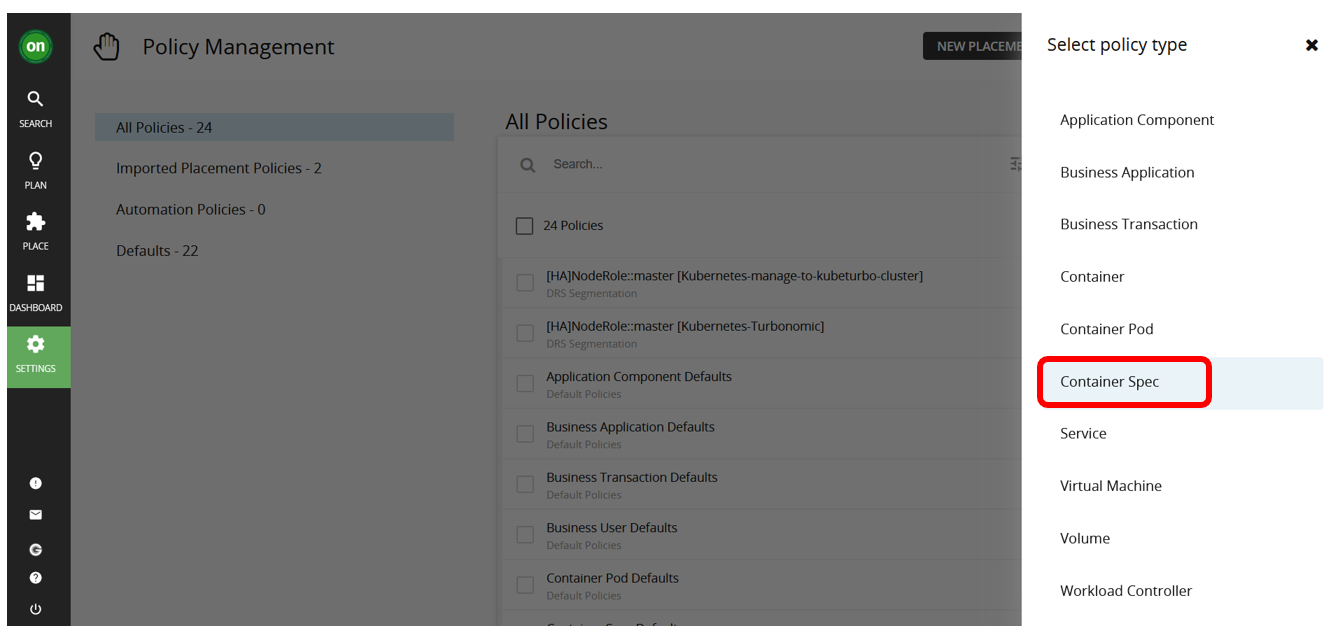 on
SEARCH
PLAN
PLACE
DASHBOARD
SETTINGS
Policy Management
NEW PLACEME
All Policies - 24
Imported Placement Policies - 2
Automation Policies - 0
Defaults - 22
All Policies
Search...
24 Policies
[HA]NodeRole::master [Kubernetes-manage-to-kubeturbo-cluster]
DRS Segmentation
[HA]NodeRole::master [Kubernetes-Turbonomic]
DRS Segmentation
Application Component Defaults
Default Policies
Business Application Defaults
Default Policies
Business Transaction Defaults
Default Policies
Business User Defaults
Default Policies
Container Pod Defaults
Default Policies
Select policy type
Application Component
Business Application
Business Transaction
Container
Container Pod
Container Spec
Service
Virtual Machine
Volume
Workload Controller